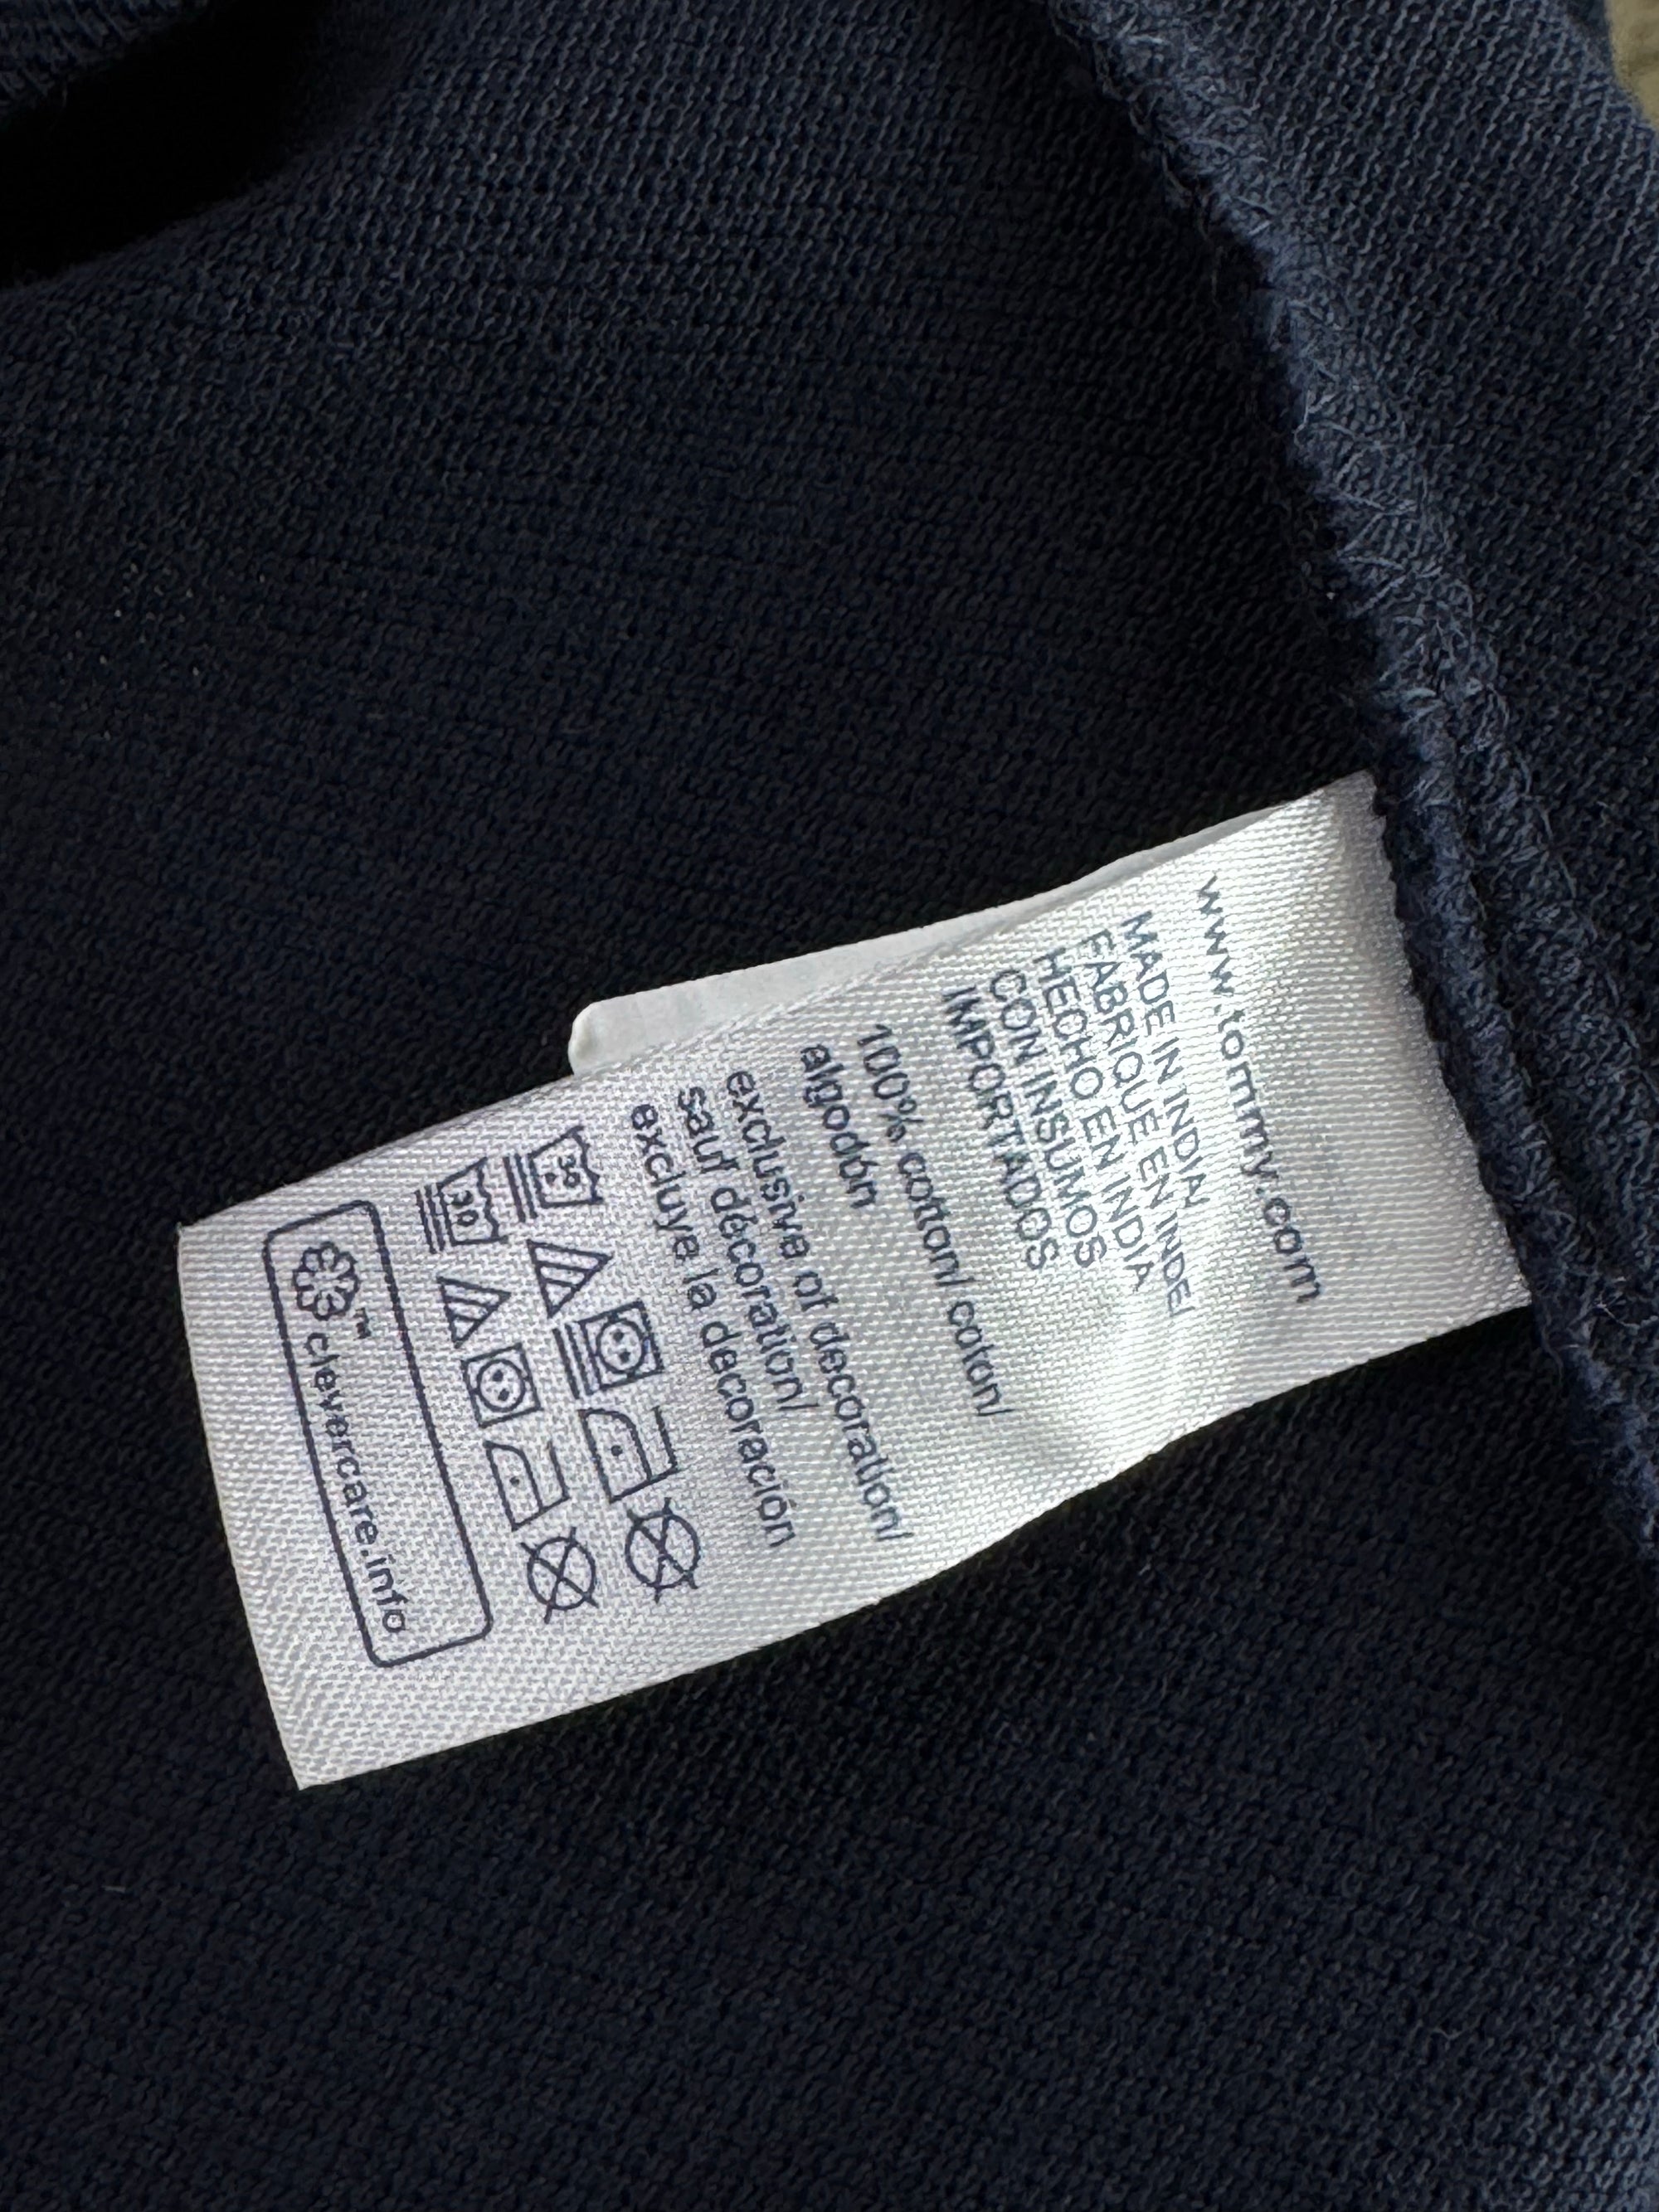 www.tommy.com
MADE IN INDIA/
FABRIQUE EN INDE/
HECHO EN INDIA
CON INSUMOS
IMPORTADOS
100% cotton/ coton/
algodón
exclusive of decoration/
sauf décoration/
excluye la decoración
30
30
™ clevercare.info